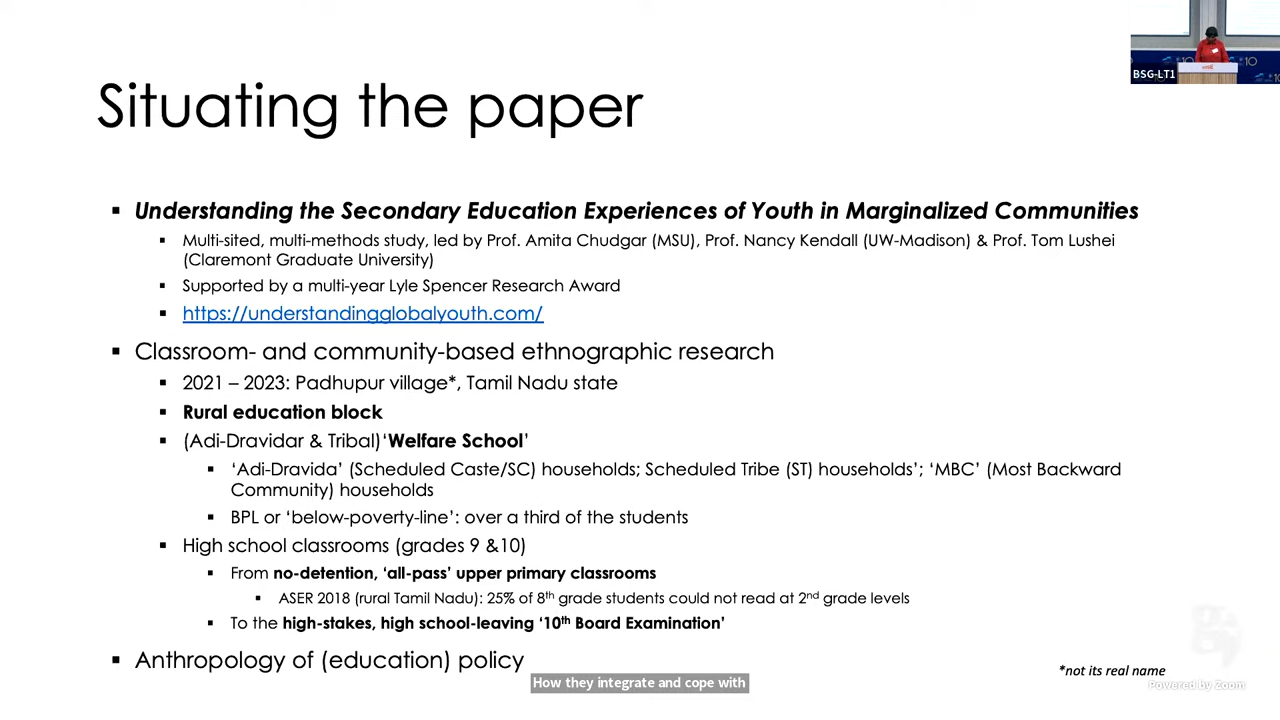 BSG-LT1
Situating the paper
▪ Understanding the Secondary Education Experiences of Youth in Marginalized Communities
▪ Multi-sited, multi-methods study, led by Prof. Amita Chudgar (MSU), Prof. Nancy Kendall (UW-Madison) & Prof. Tom Lushei
(Claremont Graduate University)
▪ Supported by a multi-year Lyle Spencer Research Award
▪ https://understandingglobalyouth.com/
▪ Classroom- and community-based ethnographic research
▪ 2021 – 2023: Padhupur village*, Tamil Nadu state
▪ Rural education block
▪ (Adi-Dravidar & Tribal)‘Welfare School’
▪ ‘Adi-Dravida’ (Scheduled Caste/SC) households; Scheduled Tribe (ST) households’; ‘MBC’ (Most Backward
Community) households
▪ BPL or ‘below-poverty-line’: over a third of the students
▪ High school classrooms (grades 9 &10)
▪ From no-detention, ‘all-pass’ upper primary classrooms
▪ ASER 2018 (rural Tamil Nadu): 25% of 8th grade students could not read at 2nd grade levels
▪ To the high-stakes, high school-leaving ‘10th Board Examination’
▪ Anthropology of (education) policy
*not its real name
How they integrate and cope with
Powered by Zoom